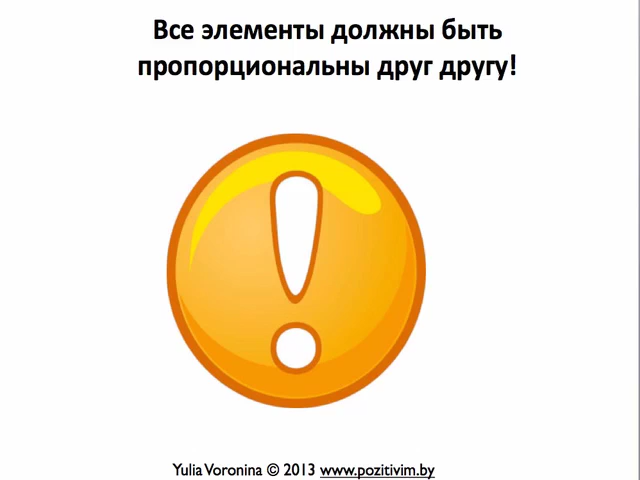 Все элементы должны быть
пропорциональны друг другу!
Yulia Voronina © 2013 www.pozitivim.by